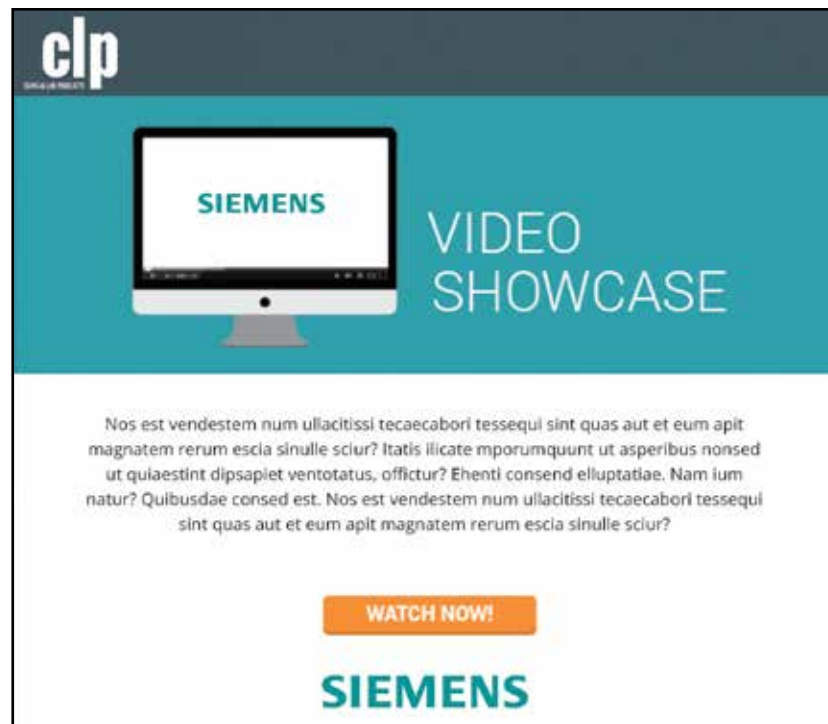 clp
SIEMENS
VIDEO
SHOWCASE
Nos est vendestem num ullacitissi tecaecabori tessequi sint quas aut et eum apit
magnatem rerum escia sinulle sciur? Itatis ilicate mporumquunt ut asperibus nonsed
ut quiaestint dipsapiet ventotatus, offictur? Ehenti consend elluptatiae. Nam ium
natur? Quibusdae consed est. Nos est vendestem num ullacitissi tecaecabori tessequi
sint quas aut et eum apit magnatem rerum escia sinulle sciur?
WATCH NOW!
SIEMENS